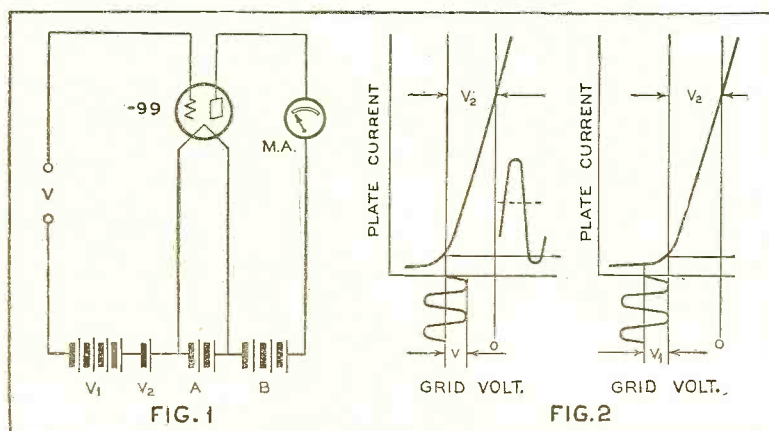 -99
M.A.
V
V1
V2
A
B
FIG. 1
PLATE CURRENT
V2
V
O
GRID VOLT.
PLATE CURRENT
V2
V1
O
GRID VOLT.
FIG. 2